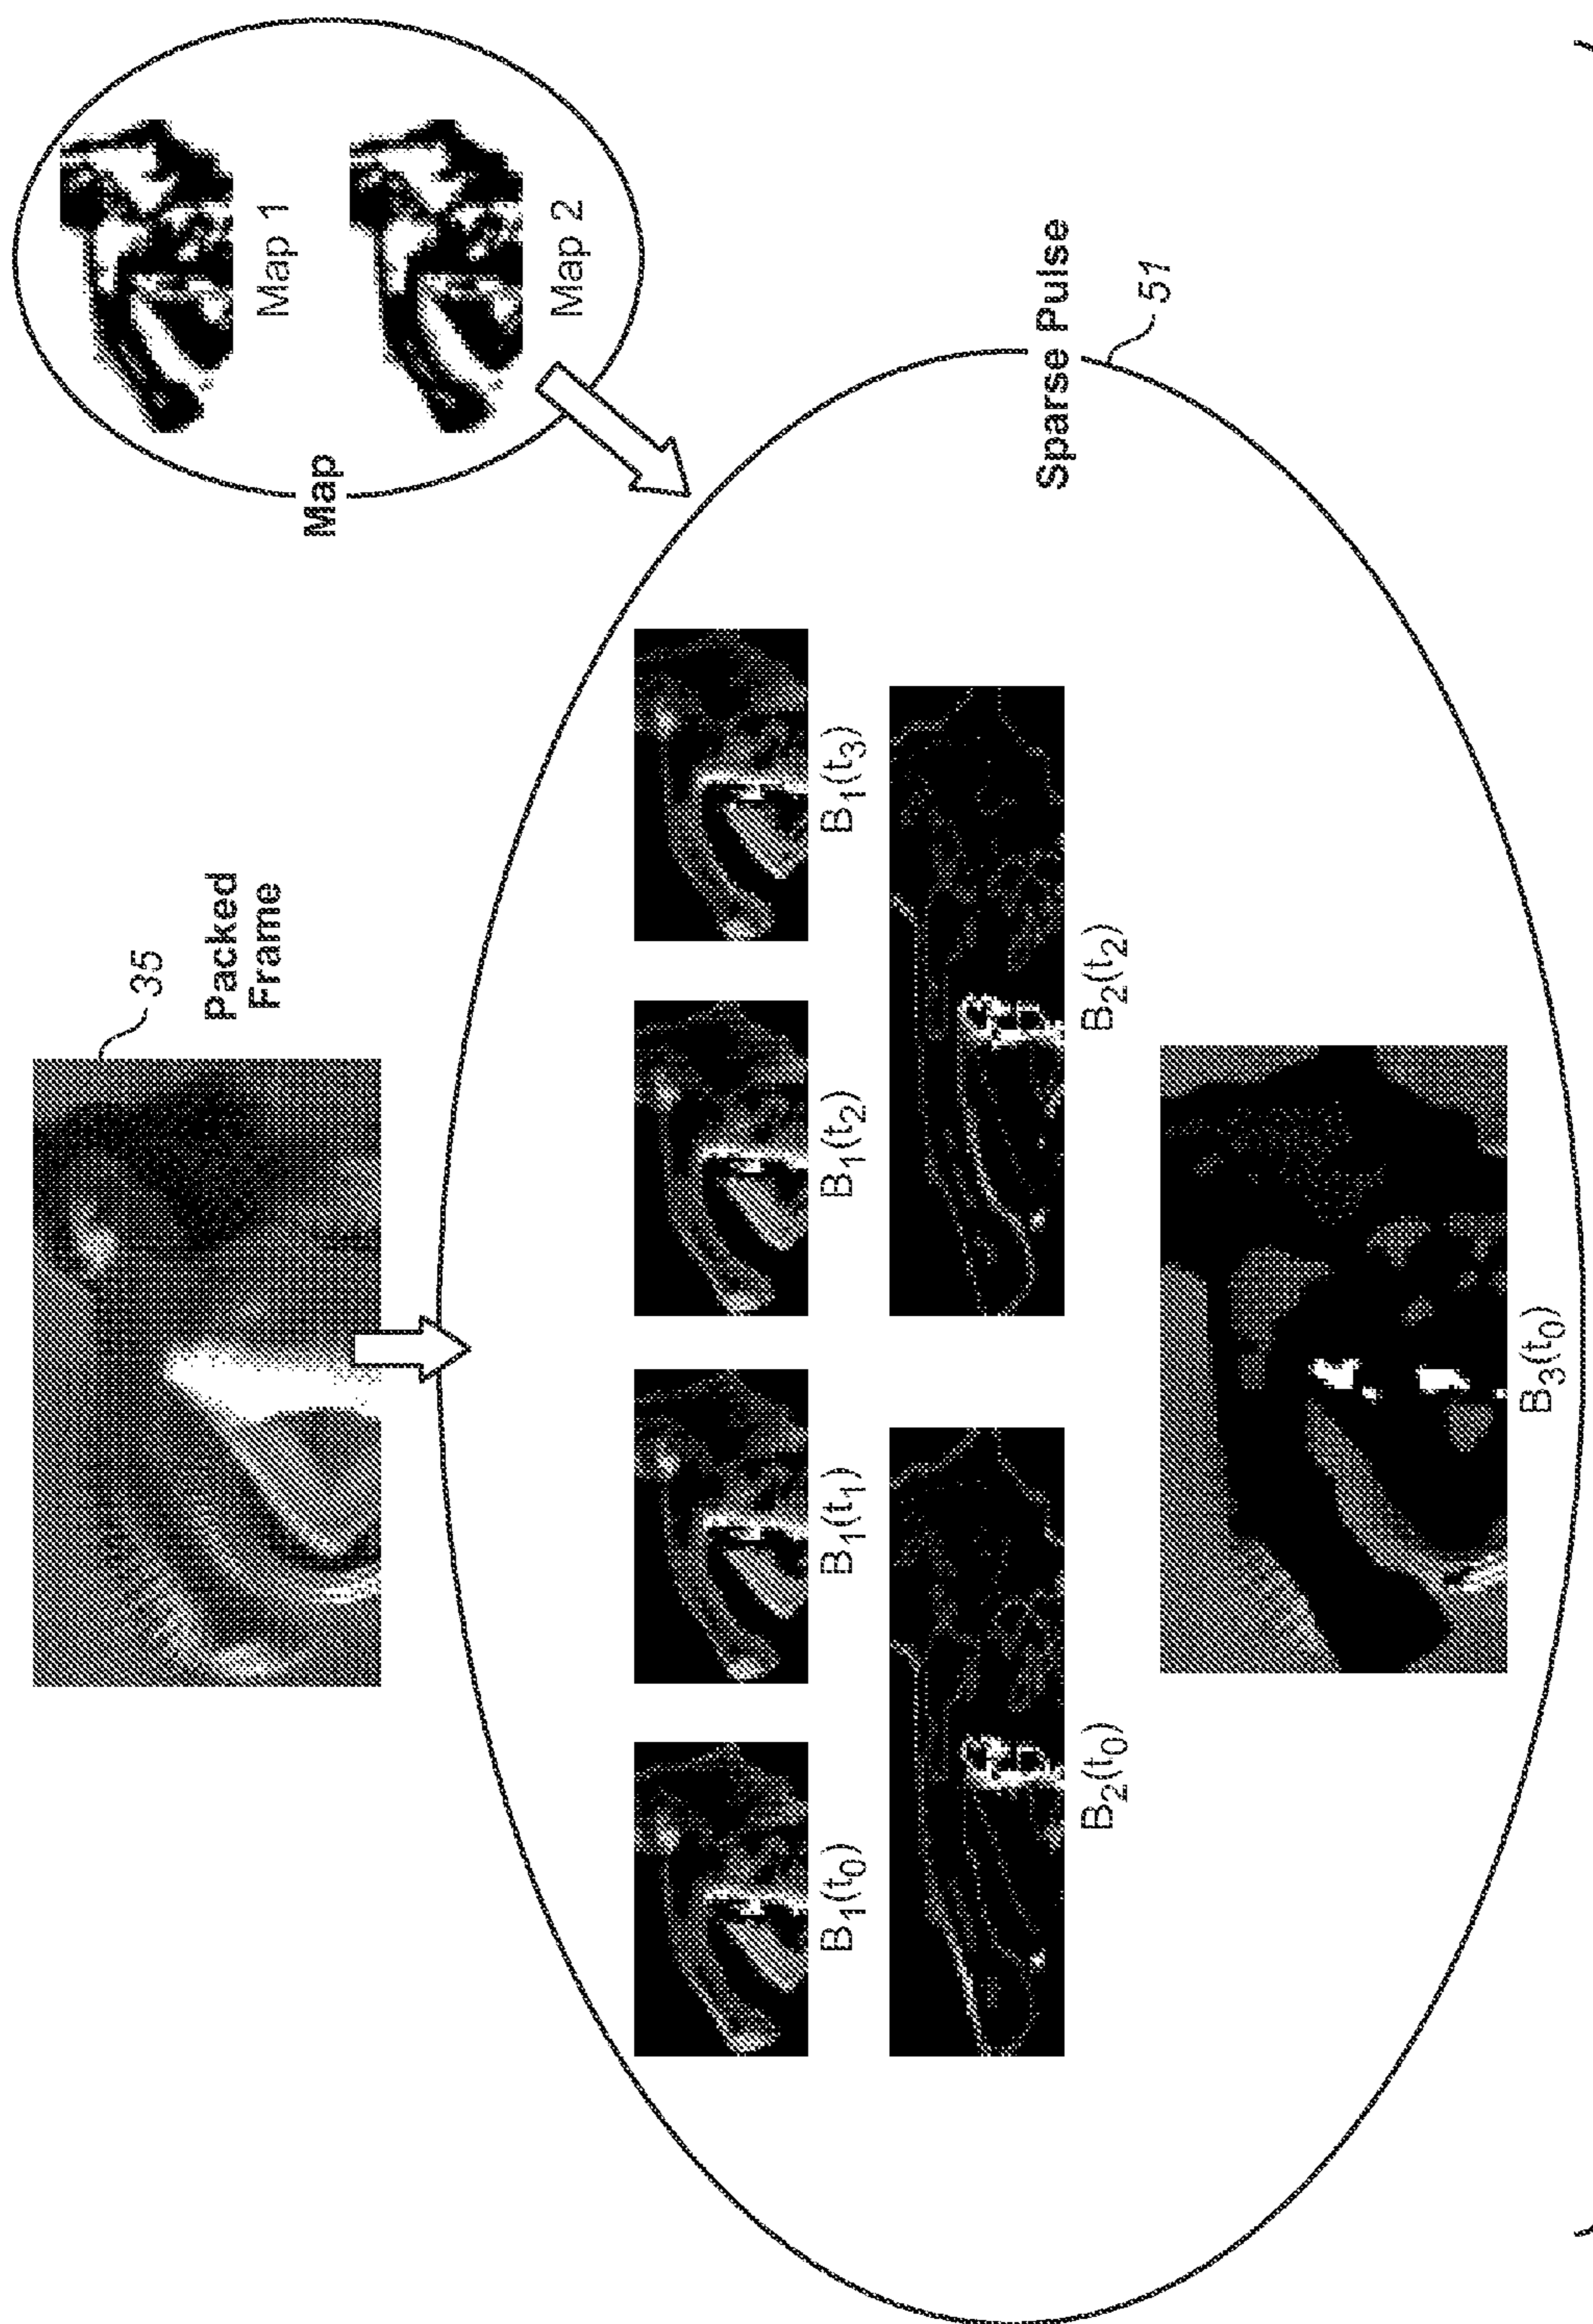 35
Packed
Frame
Map
Map 1
Map 2
Sparse Pulse
51
B₁(t₀)
B₁(t₁)
B₁(t₂)
B₁(t₃)
B₂(t₀)
B₂(t₂)
B₃(t₀)